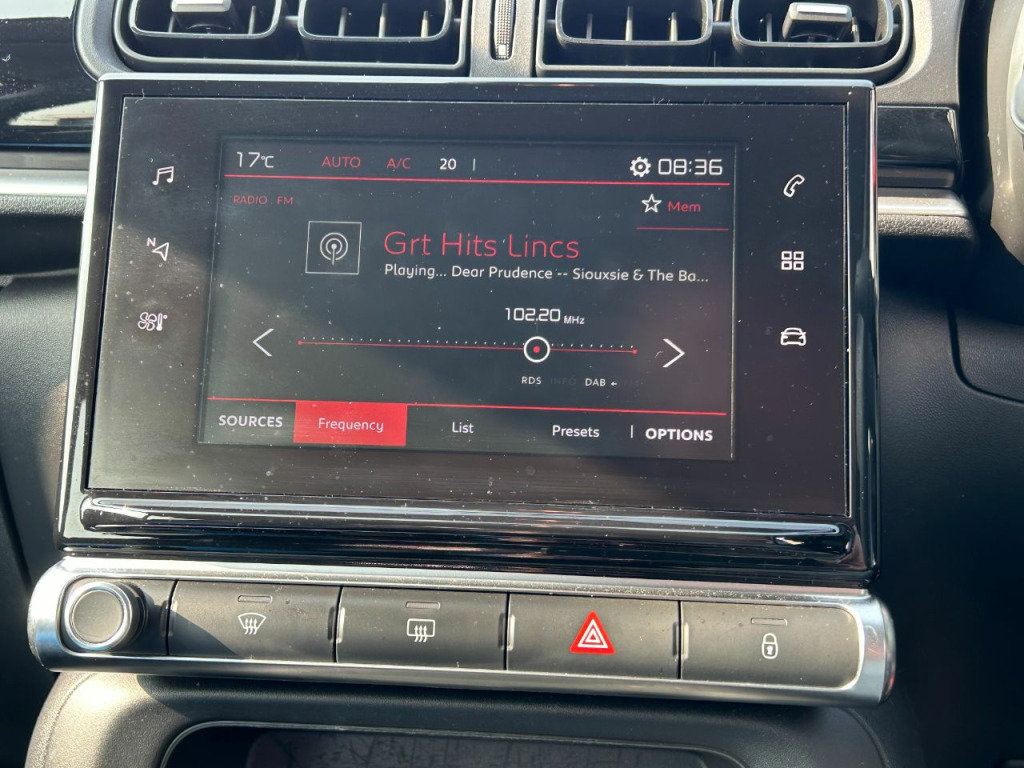 17°C AUTO A/C 20 | 08:36
RADIO FM
Mem
N
Grt Hits Lincs
Playing... Dear Prudence -- Siouxsie & The Ba...
102.20 MHz
RDS INFO DAB
SOURCES Frequency List Presets | OPTIONS